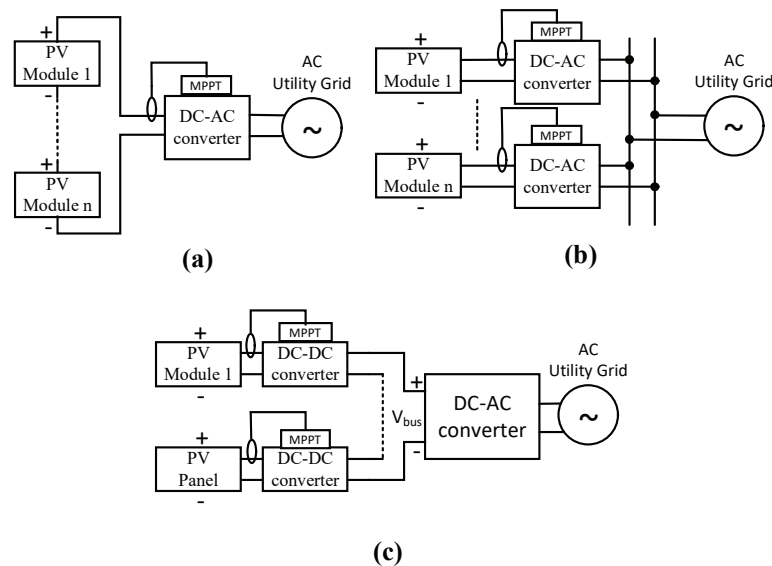 +
PV
Module 1
-
+
PV
Module n
-
MPPT
DC-AC
converter
AC
Utility Grid
~
(a)
+
PV
Module 1
-
MPPT
DC-AC
converter
+
PV
Module n
-
MPPT
DC-AC
converter
AC
Utility Grid
~
(b)
+
PV
Module 1
-
MPPT
DC-DC
converter
+
PV
Panel
-
MPPT
DC-DC
converter
+
Vbus
-
DC-AC
converter
AC
Utility Grid
~
(c)